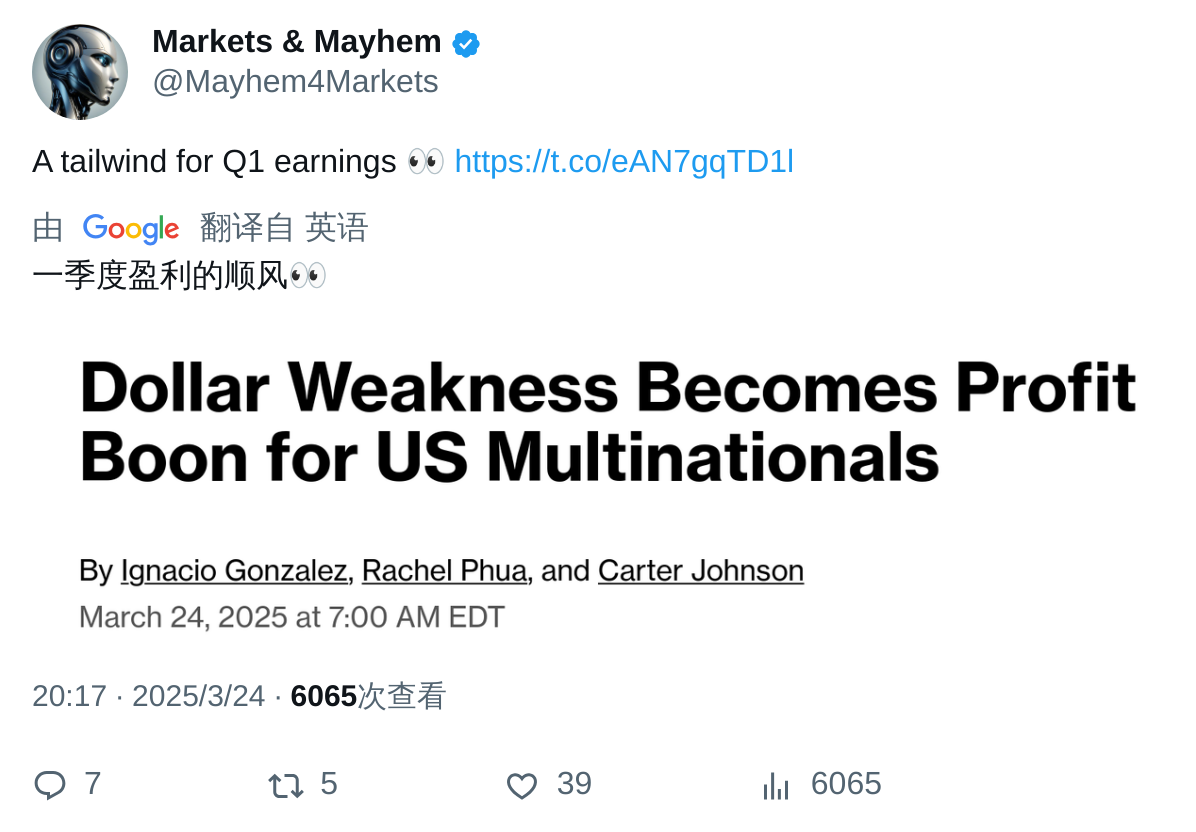 Markets & Mayhem
@Mayhem4Markets
A tailwind for Q1 earnings 👀 https://t.co/eAN7gqTD1l
由 Google 翻译自 英语
一季度盈利的顺风👀
Dollar Weakness Becomes Profit
Boon for US Multinationals
By Ignacio Gonzalez, Rachel Phua, and Carter Johnson
March 24, 2025 at 7:00 AM EDT
20:17 · 2025/3/24 · 6065次查看
7 5 39 6065